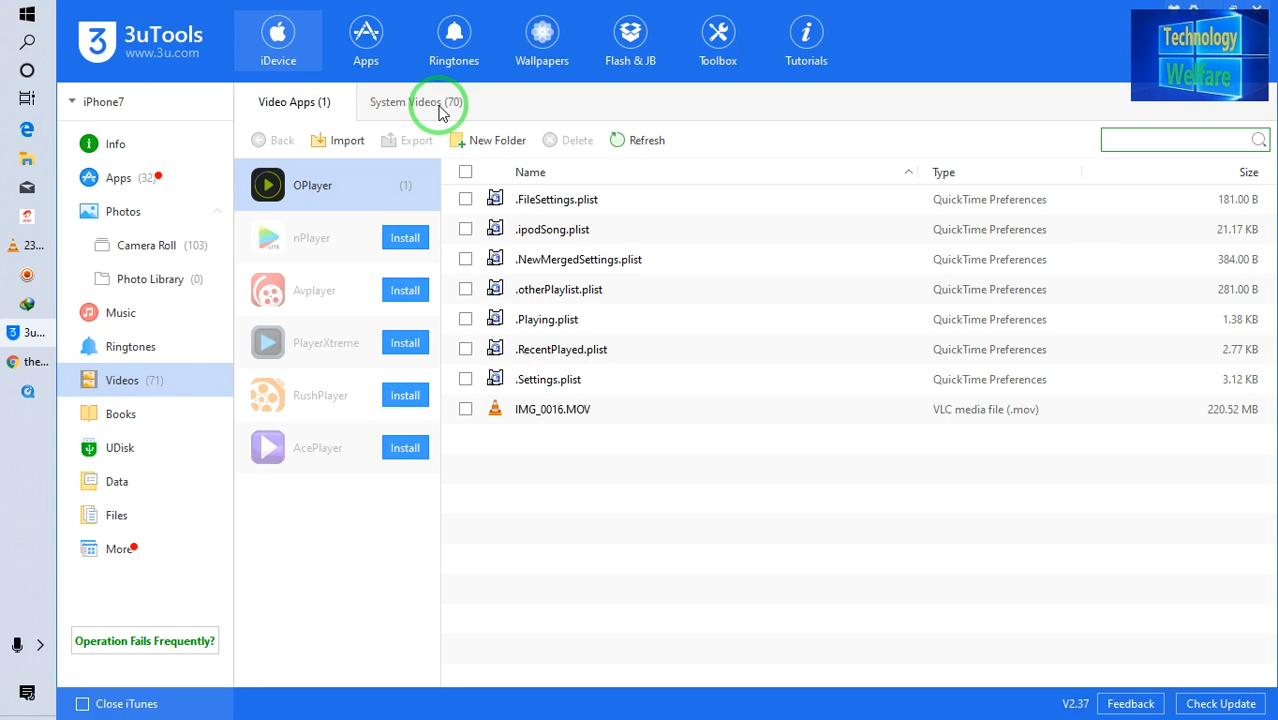 3uTools
www.3u.com
iDevice
Apps
Ringtones
Wallpapers
Flash & JB
Toolbox
Tutorials
Technology
Welfare
iPhone7
Video Apps (1)
System Videos (70)
Back
Import
Export
New Folder
Delete
Refresh
Info
Apps (32)
Photos
Camera Roll (103)
Photo Library (0)
Music
Ringtones
Videos (71)
Books
UDisk
Data
Files
More
Operation Fails Frequently?
OPlayer (1)
nPlayer Install
Avplayer Install
PlayerXtreme Install
RushPlayer Install
AcePlayer Install
Name Type Size
.FileSettings.plist QuickTime Preferences 181.00 B
.ipodSong.plist QuickTime Preferences 21.17 KB
.NewMergedSettings.plist QuickTime Preferences 384.00 B
.otherPlaylist.plist QuickTime Preferences 281.00 B
.Playing.plist QuickTime Preferences 1.38 KB
.RecentPlayed.plist QuickTime Preferences 2.77 KB
.Settings.plist QuickTime Preferences 3.12 KB
IMG_0016.MOV VLC media file (.mov) 220.52 MB
23...
3u...
the...
Close iTunes
V2.37
Feedback
Check Update